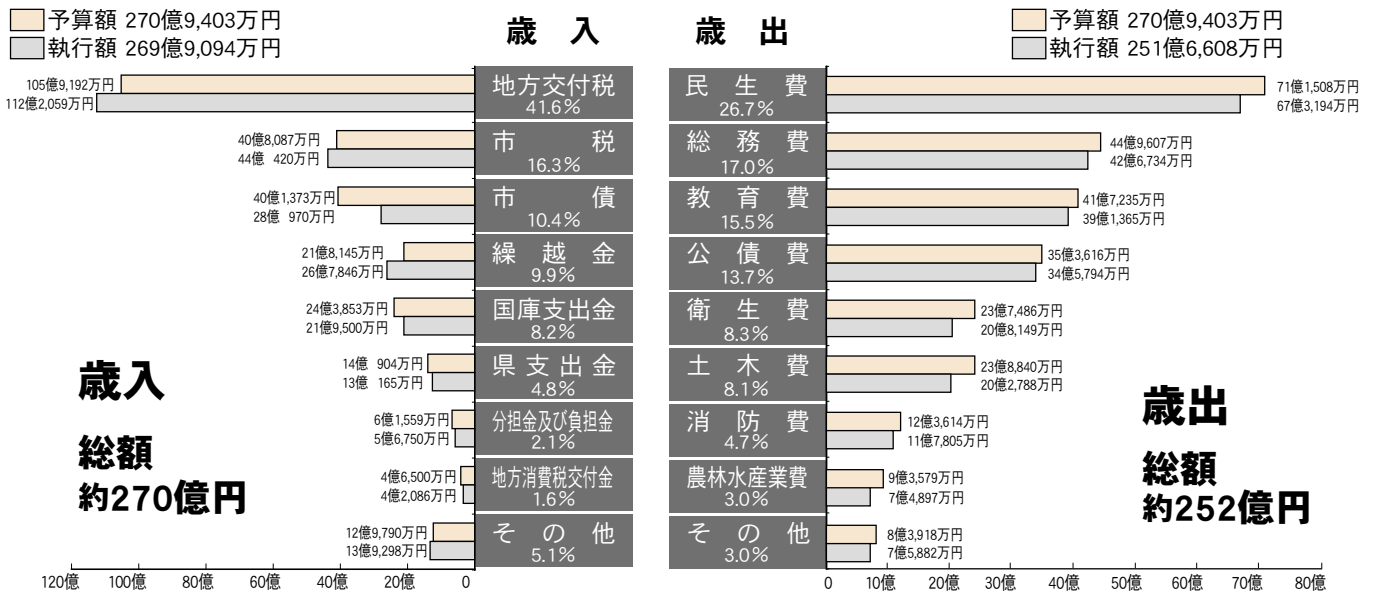 予算額 270億9,403万円
執行額 269億9,094万円
歳 入
地方交付税
41.6%
105億9,192万円
112億2,059万円
市 税
16.3%
40億8,087万円
44億 420万円
市 債
10.4%
40億1,373万円
28億 970万円
繰 越 金
9.9%
21億8,145万円
26億7,846万円
国庫支出金
8.2%
24億3,853万円
21億9,500万円
県 支 出 金
4.8%
14億 904万円
13億 165万円
分担金及び負担金
2.1%
6億1,559万円
5億6,750万円
地方消費税交付金
1.6%
4億6,500万円
4億2,086万円
そ の 他
5.1%
12億9,790万円
13億9,298万円
120億 100億 80億 60億 40億 20億 0
歳入
総額
約270億円
歳 出
予算額 270億9,403万円
執行額 251億6,608万円
民 生 費
26.7%
71億1,508万円
67億3,194万円
総 務 費
17.0%
44億9,607万円
42億6,734万円
教 育 費
15.5%
41億7,235万円
39億1,365万円
公 債 費
13.7%
35億3,616万円
34億5,794万円
衛 生 費
8.3%
23億7,486万円
20億8,149万円
土 木 費
8.1%
23億8,840万円
20億2,788万円
消 防 費
4.7%
12億3,614万円
11億7,805万円
農林水産業費
3.0%
9億3,579万円
7億4,897万円
そ の 他
3.0%
8億3,918万円
7億5,882万円
0 10億 20億 30億 40億 50億 60億 70億 80億
歳出
総額
約252億円